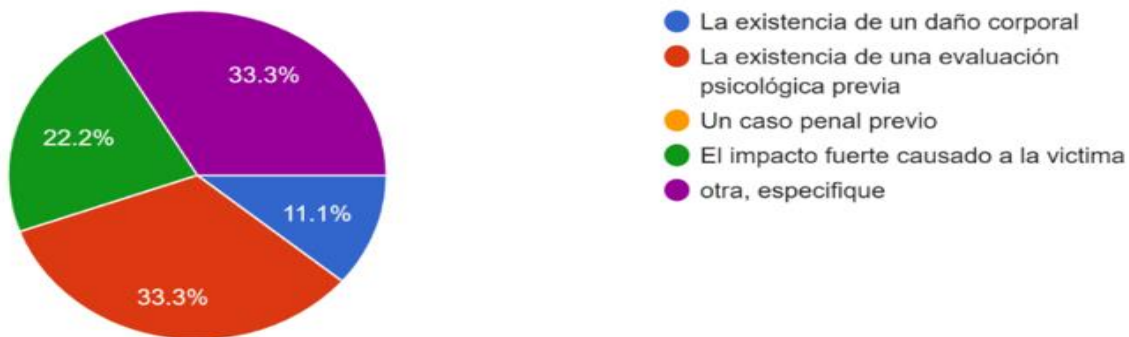 33.3%
22.2%
11.1%
33.3%
La existencia de un daño corporal
La existencia de una evaluación
psicológica previa
Un caso penal previo
El impacto fuerte causado a la victima
otra, especifique